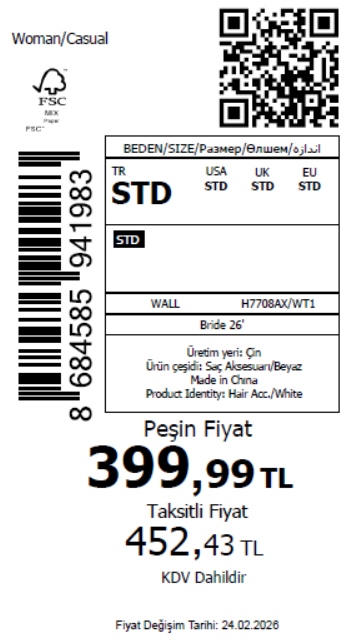 Woman/Casual
FSC
MIX
Paper
FSC™
BEDEN/SIZE/Размер/Өлшем/اندازه
TR USA UK EU
STD STD STD STD
STD
WALL H7708AX/WT1
Bride 26'
Üretim yeri: Çin
Ürün çeşidi: Saç Aksesuarı/Beyaz
Made in China
Product Identity: Hair Acc./White
8 684585 941983
Peşin Fiyat
399,99 TL
Taksitli Fiyat
452,43 TL
KDV Dahildir
Fiyat Değişim Tarihi: 24.02.2026